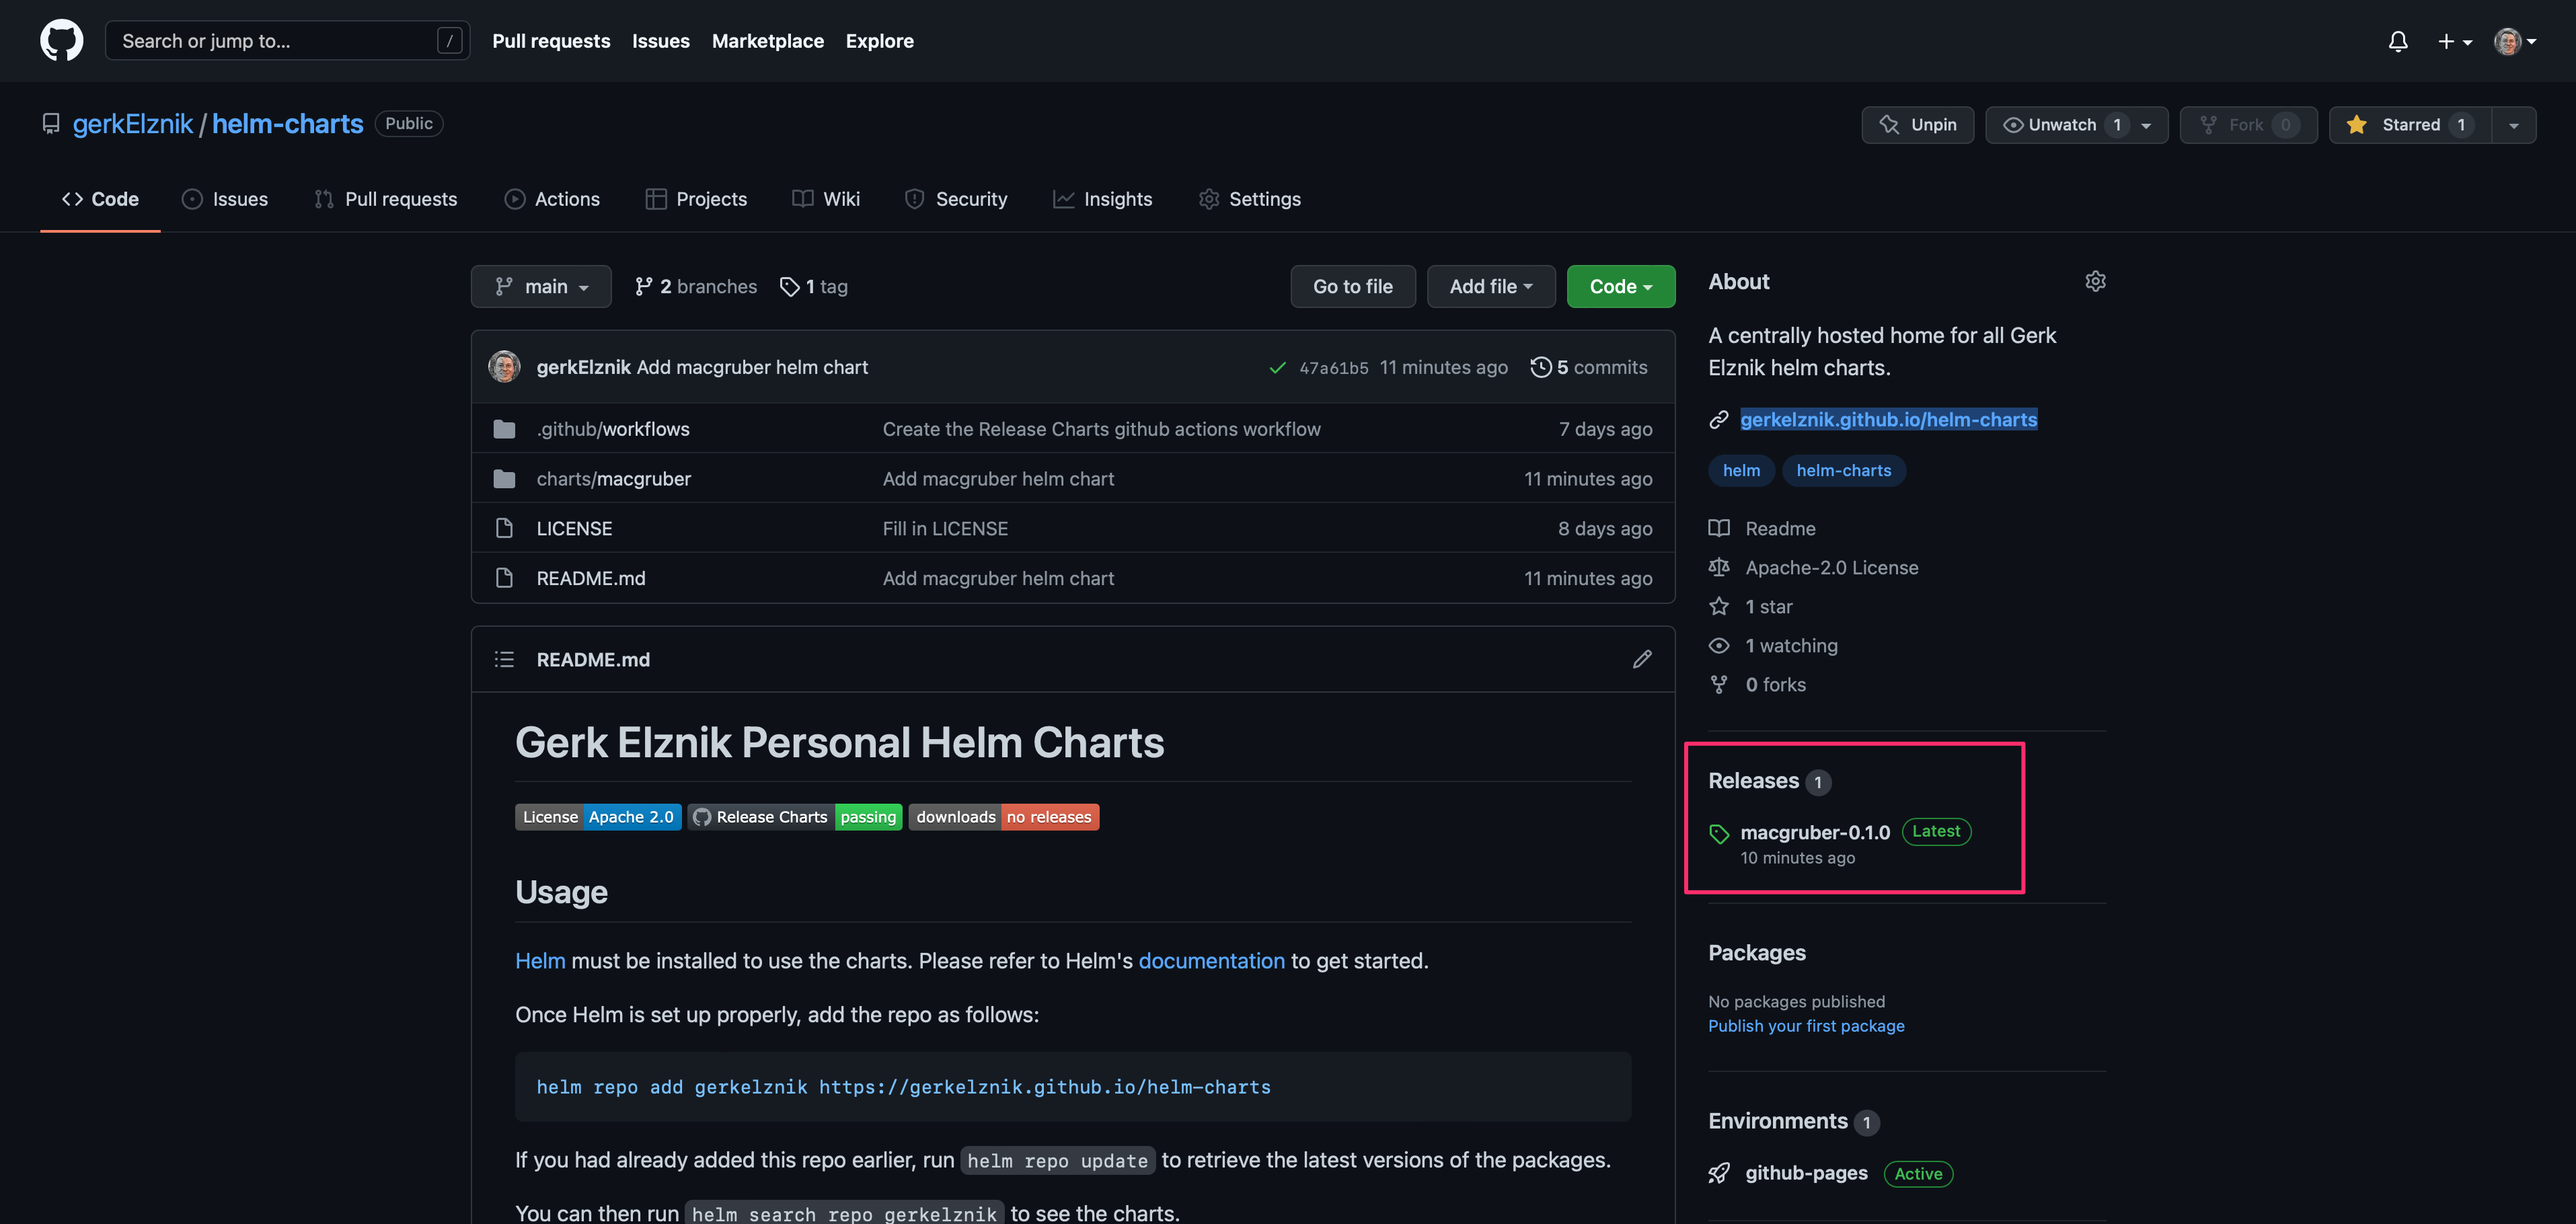 Search or jump to... /
Pull requests Issues Marketplace Explore
gerkElznik / helm-charts Public
Unpin Unwatch 1 Fork 0 Starred 1
Code Issues Pull requests Actions Projects Wiki Security Insights Settings
main 2 branches 1 tag Go to file Add file Code
gerkElznik Add macgruber helm chart 47a61b5 11 minutes ago 5 commits
.github/workflows Create the Release Charts github actions workflow 7 days ago
charts/macgruber Add macgruber helm chart 11 minutes ago
LICENSE Fill in LICENSE 8 days ago
README.md Add macgruber helm chart 11 minutes ago
README.md
Gerk Elznik Personal Helm Charts
License Apache 2.0 Release Charts passing downloads no releases
Usage
Helm must be installed to use the charts. Please refer to Helm's documentation to get started.
Once Helm is set up properly, add the repo as follows:
helm repo add gerkelznik https://gerkelznik.github.io/helm-charts
If you had already added this repo earlier, run helm repo update to retrieve the latest versions of the packages.
You can then run helm search repo gerkelznik to see the charts.
About
A centrally hosted home for all Gerk
Elznik helm charts.
gerkelznik.github.io/helm-charts
helm helm-charts
Readme
Apache-2.0 License
1 star
1 watching
0 forks
Releases 1
macgruber-0.1.0 Latest
10 minutes ago
Packages
No packages published
Publish your first package
Environments 1
github-pages Active